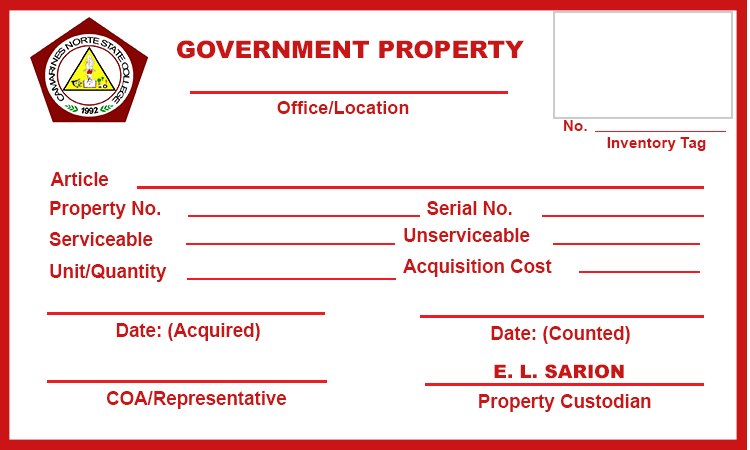 CAMARINES NORTE STATE COLLEGE
1992
GOVERNMENT PROPERTY
Office/Location
No.
Inventory Tag
Article
Property No. Serial No.
Serviceable Unserviceable
Unit/Quantity Acquisition Cost
Date: (Acquired) Date: (Counted)
E. L. SARION
COA/Representative Property Custodian